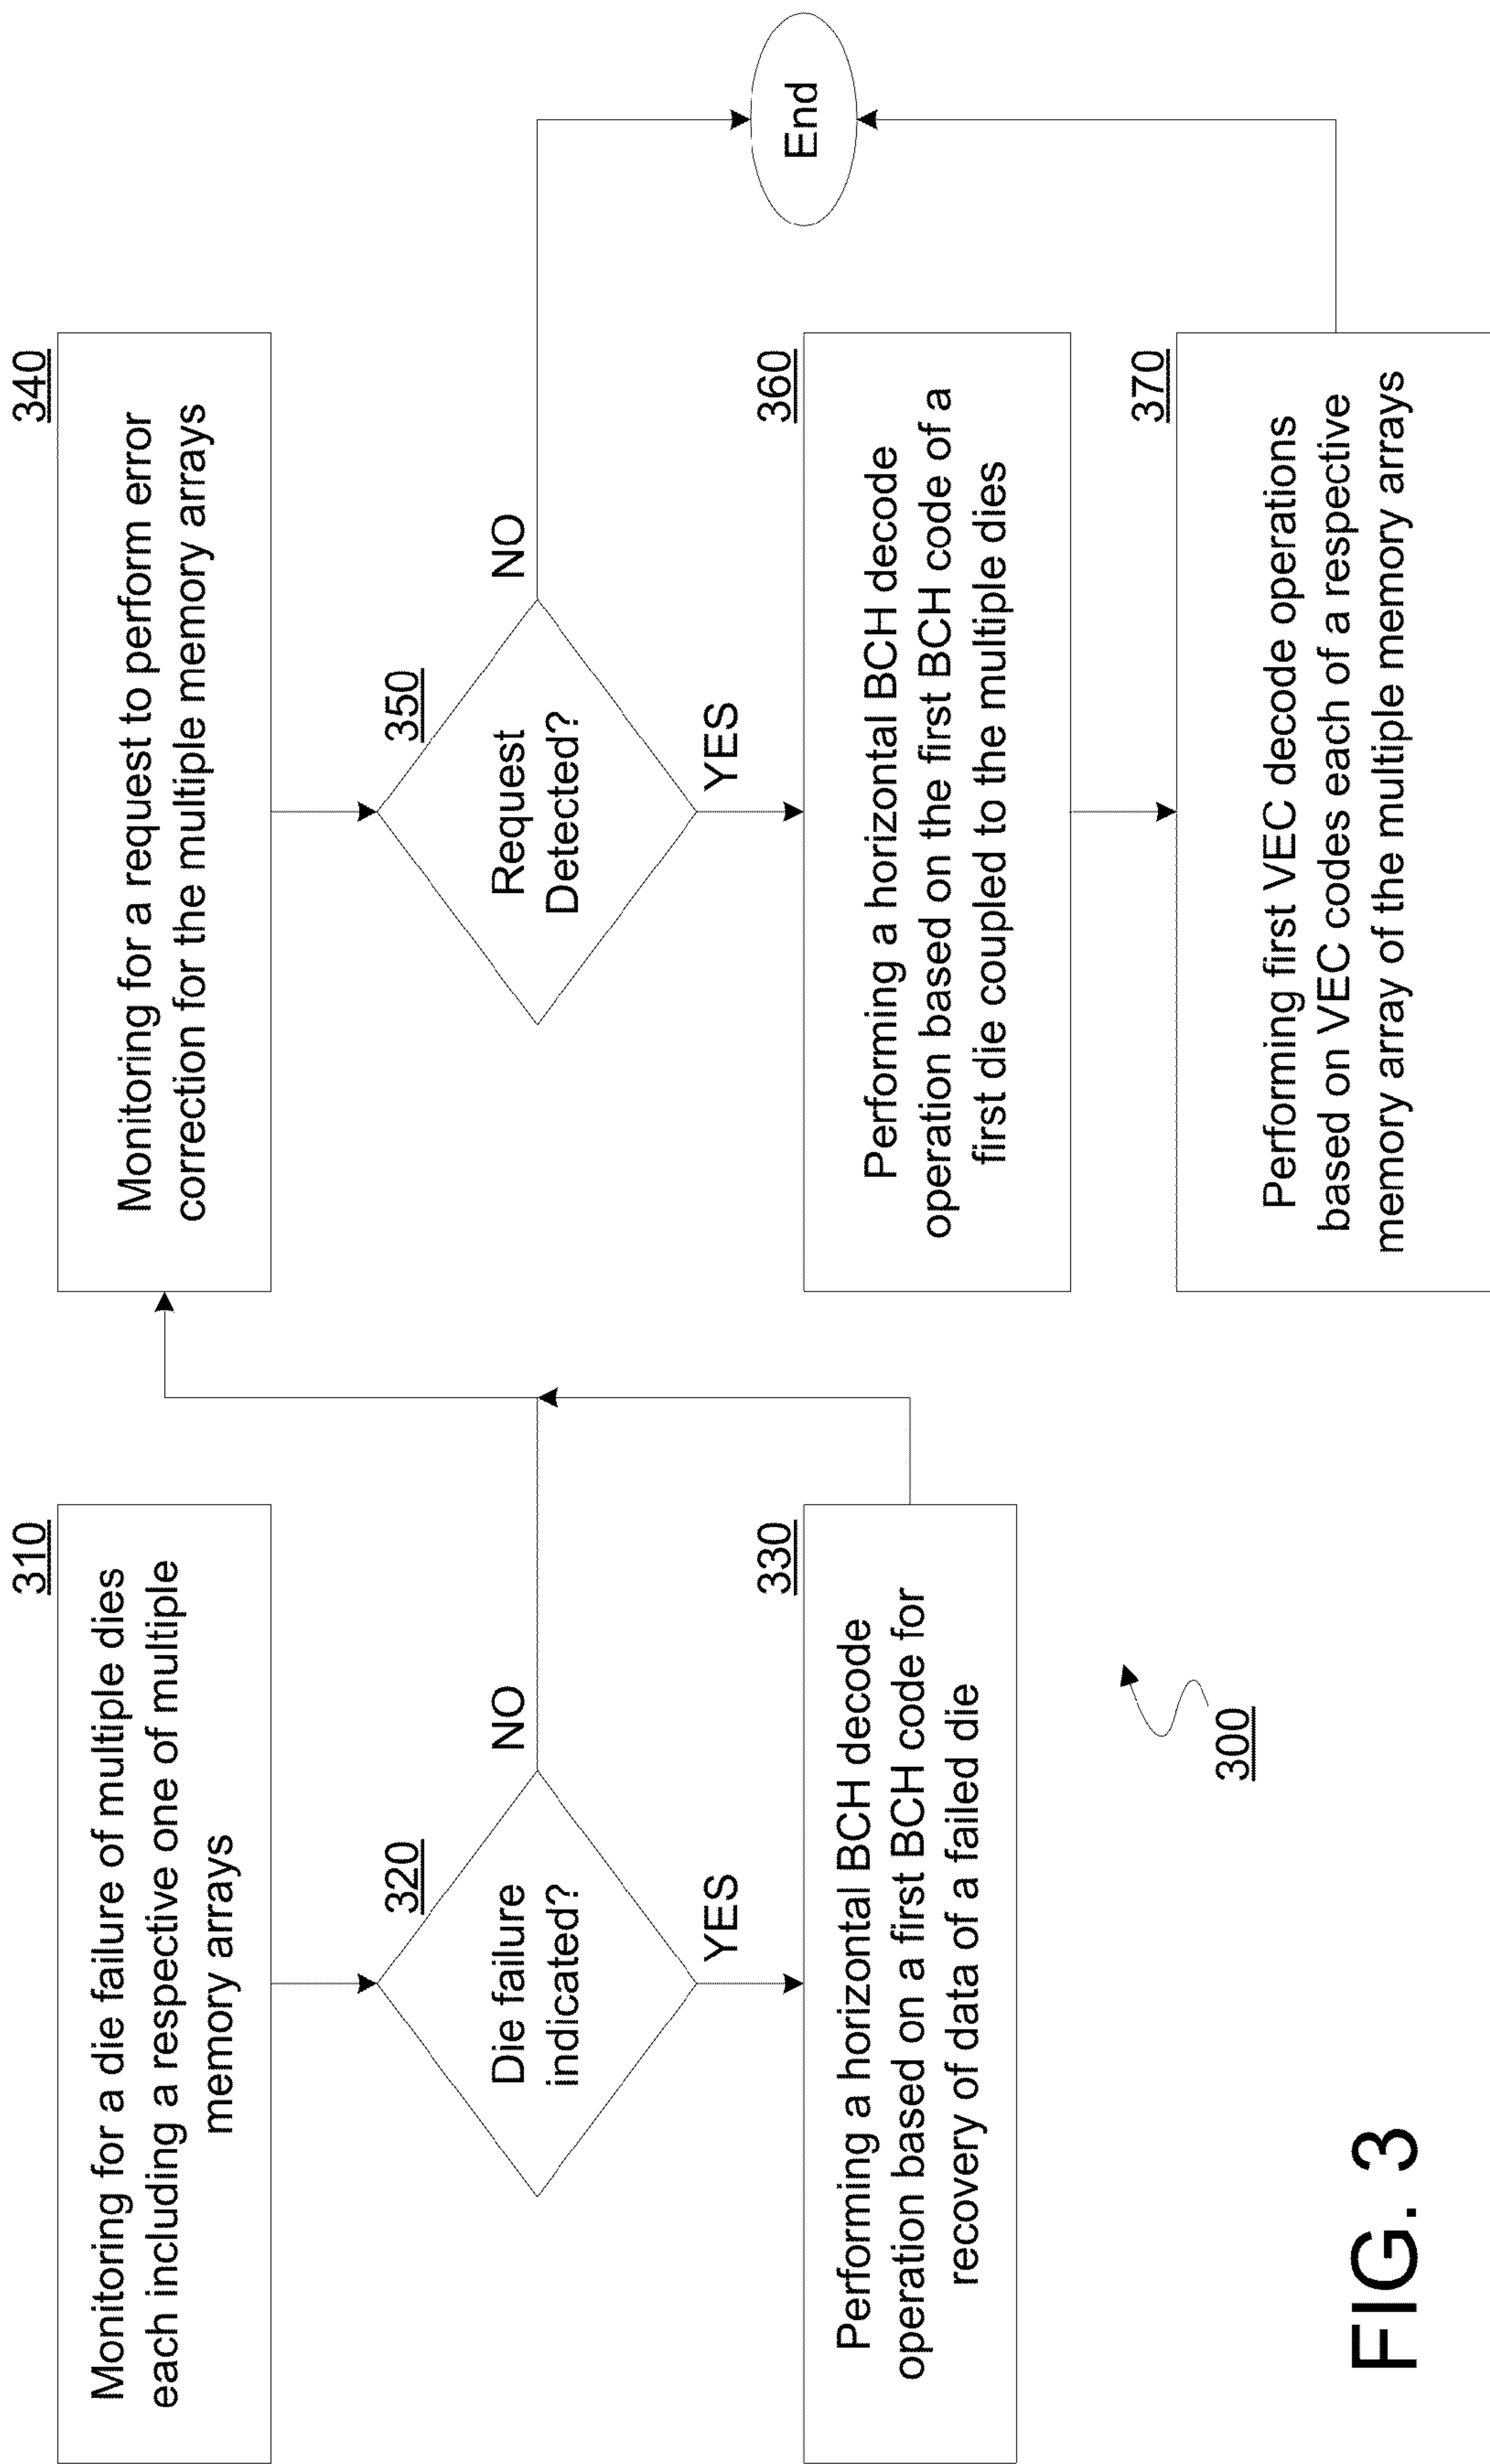 310
Monitoring for a die failure of multiple dies
each including a respective one of multiple
memory arrays
320
Die failure
indicated?
NO
YES
330
Performing a horizontal BCH decode
operation based on a first BCH code for
recovery of data of a failed die
340
Monitoring for a request to perform error
correction for the multiple memory arrays
350
Request
Detected?
NO
YES
360
Performing a horizontal BCH decode
operation based on the first BCH code of a
first die coupled to the multiple dies
370
Performing first VEC decode operations
based on VEC codes each of a respective
memory array of the multiple memory arrays
End
300
FIG. 3